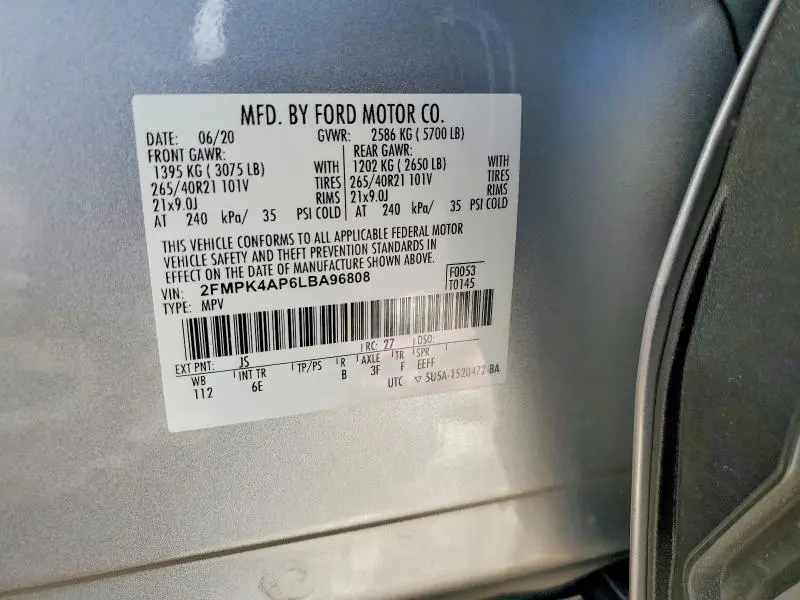 MFD. BY FORD MOTOR CO.
DATE: 06/20 GVWR: 2586 KG ( 5700 LB)
FRONT GAWR: REAR GAWR:
1395 KG ( 3075 LB) WITH 1202 KG ( 2650 LB) WITH
265/40R21 101V TIRES 265/40R21 101V TIRES
21x9.0J RIMS 21x9.0J RIMS
AT 240 kPa/ 35 PSI COLD AT 240 kPa/ 35 PSI COLD
THIS VEHICLE CONFORMS TO ALL APPLICABLE FEDERAL MOTOR
VEHICLE SAFETY AND THEFT PREVENTION STANDARDS IN
EFFECT ON THE DATE OF MANUFACTURE SHOWN ABOVE.
VIN: 2FMPK4AP6LBA96808 F0053
TYPE: MPV T0145
EXT PNT: JS RC: 27 DSO:
WB INT TR TP/PS R AXLE TR SPR
112 6E B 3F F EEFF
UTC ▽ 5U5A-1520472-BA